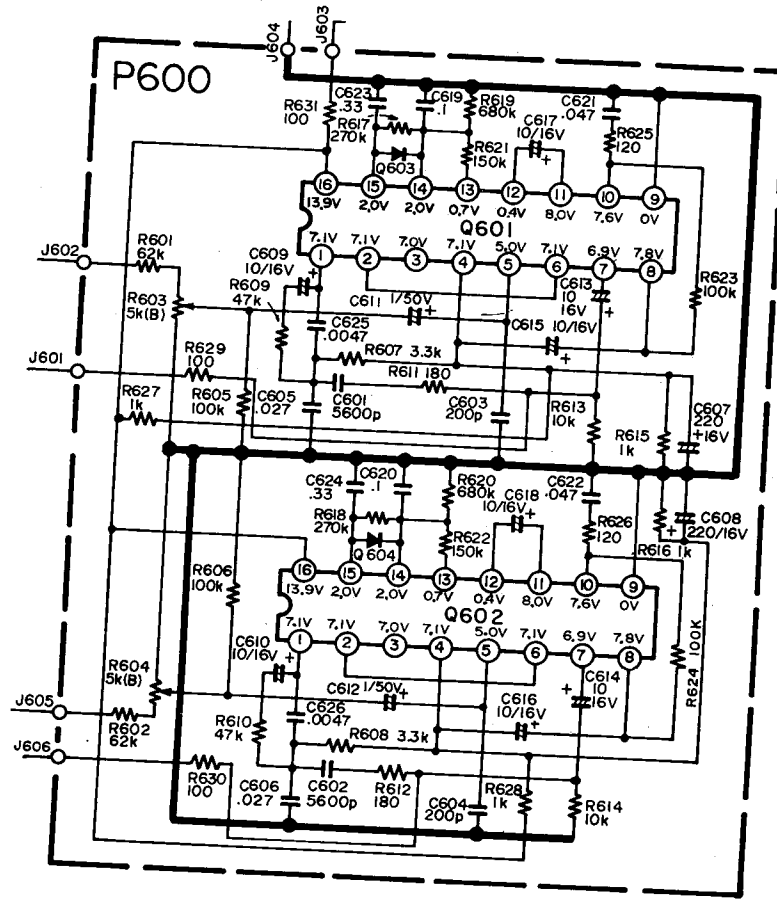 J604
J603
P600
R631
100
C623
.33
R617
270k
C619
.1
R619
680k
C617
10/16V
+
C621
.047
R625
120
Q603
R621
150k
16
15
14
13
12
11
10
9
13.9V
2.0V
2.0V
0.7V
0.4V
8.0V
7.6V
0V
Q601
7.1V
7.1V
7.0V
7.1V
5.0V
7.1V
6.9V
7.8V
1
2
3
4
5
6
7
8
J602
R601
62k
C609
10/16V
+
R609
47k
R603
5k(B)
C611
1/50V
+
C613
10
16V
+
R623
100k
C625
.0047
C615
10/16V
+
J601
R629
100
R607 3.3k
R611 180
R627
1k
R605
100k
C605
.027
C601
5600p
C603
200p
R613
10k
R615
1k
C607
220
+16V
C624
.33
C620
.1
R620
680k
C618
10/16V
+
C622
.047
R618
270k
R626
120
+
R616 1k
C608
220/16V
Q604
R622
150k
16
15
14
13
12
11
10
9
13.9V
2.0V
2.0V
0.7V
0.4V
8.0V
7.6V
0V
R606
100k
Q602
7.1V
7.1V
7.0V
7.1V
5.0V
7.1V
6.9V
7.8V
1
2
3
4
5
6
7
8
R624 100K
C610
10/16V
+
R604
5k(B)
C612
1/50V
+
C616
10/16V
+
C614
10
16V
+
J605
R602
62k
R610
47k
C626
.0047
R608 3.3k
J606
R630
100
C606
.027
C602
5600p
R612
180
C604
200p
R628
1k
R614
10k